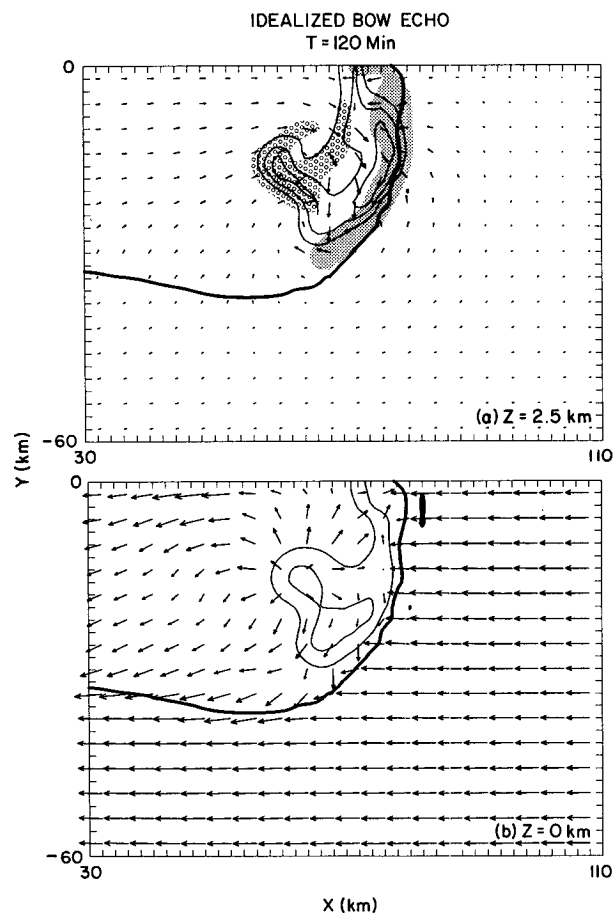 IDEALIZED BOW ECHO
T = 120 Min
0
(a) Z = 2.5 km
-60
30
110
Y (km)
0
(b) Z = 0 km
-60
30
110
X (km)